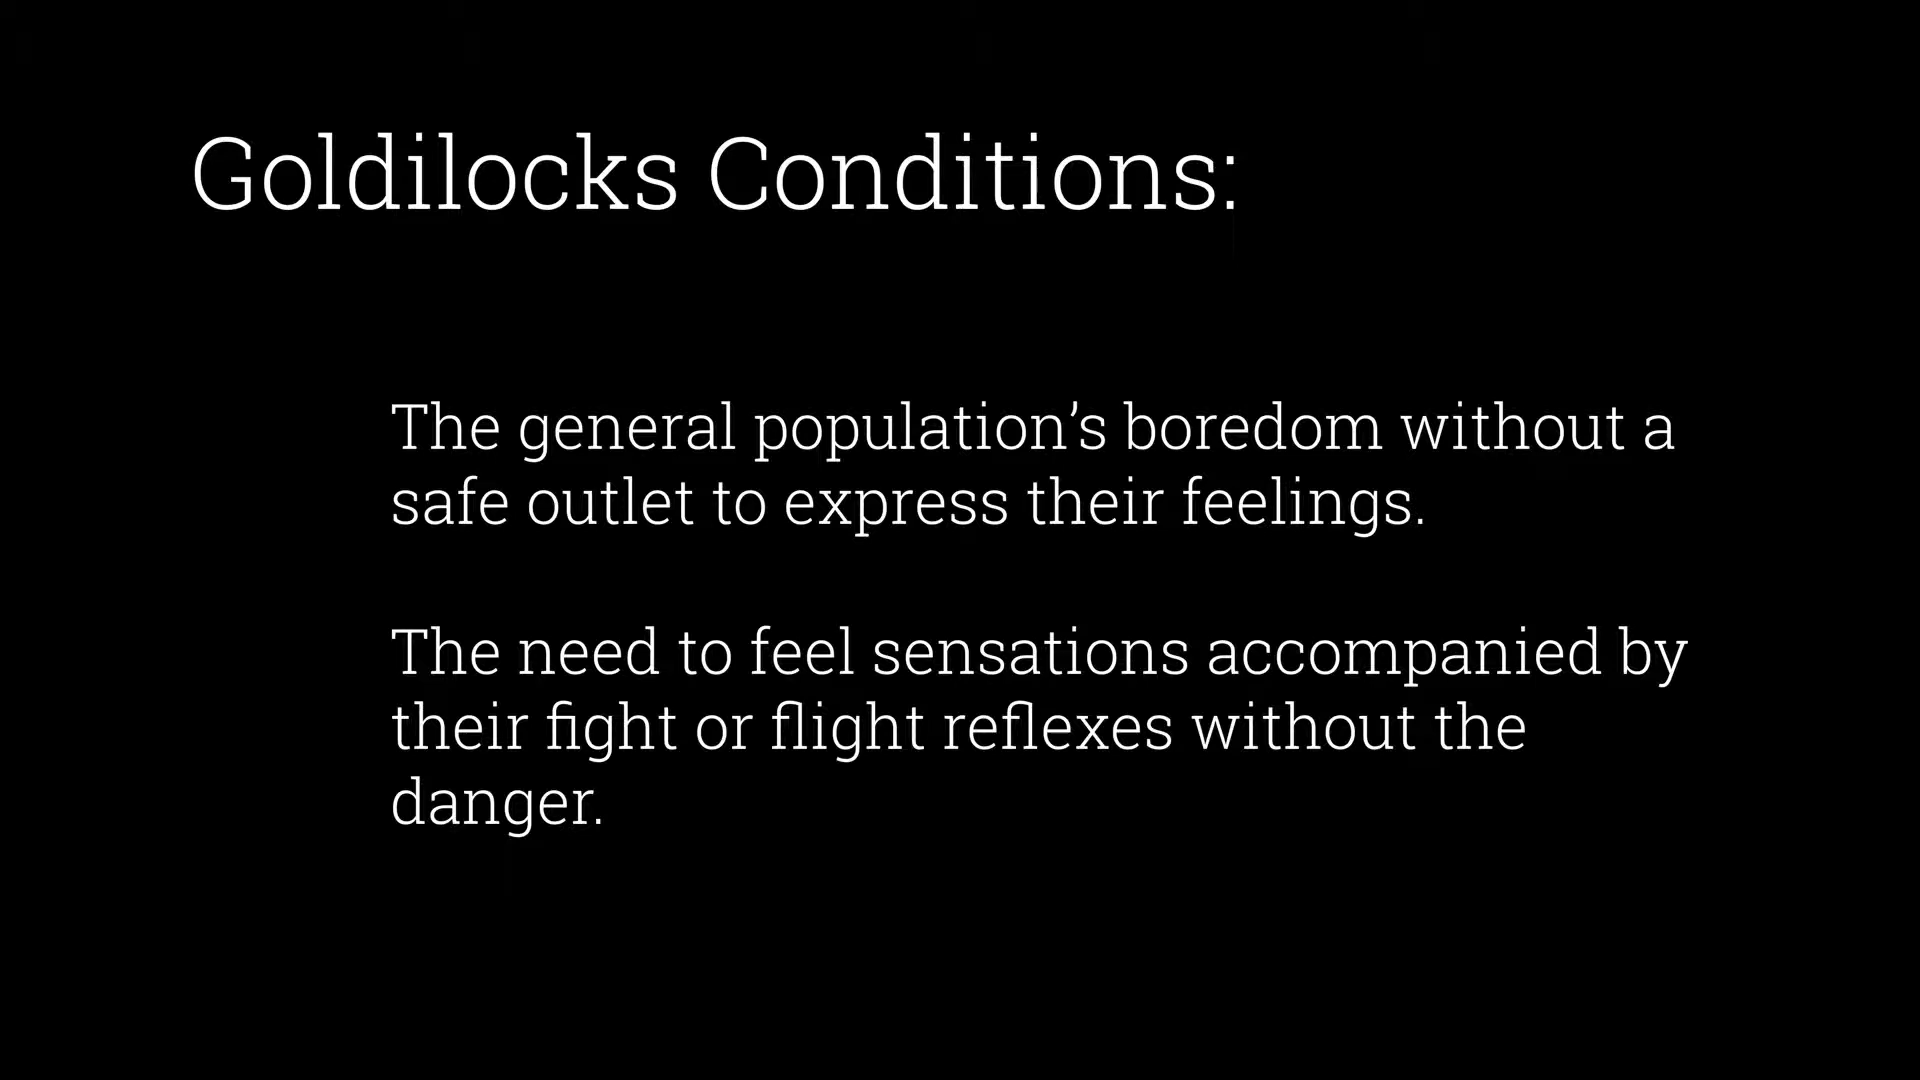 Goldilocks Conditions:
The general population’s boredom without a
safe outlet to express their feelings.
The need to feel sensations accompanied by
their fight or flight reflexes without the
danger.